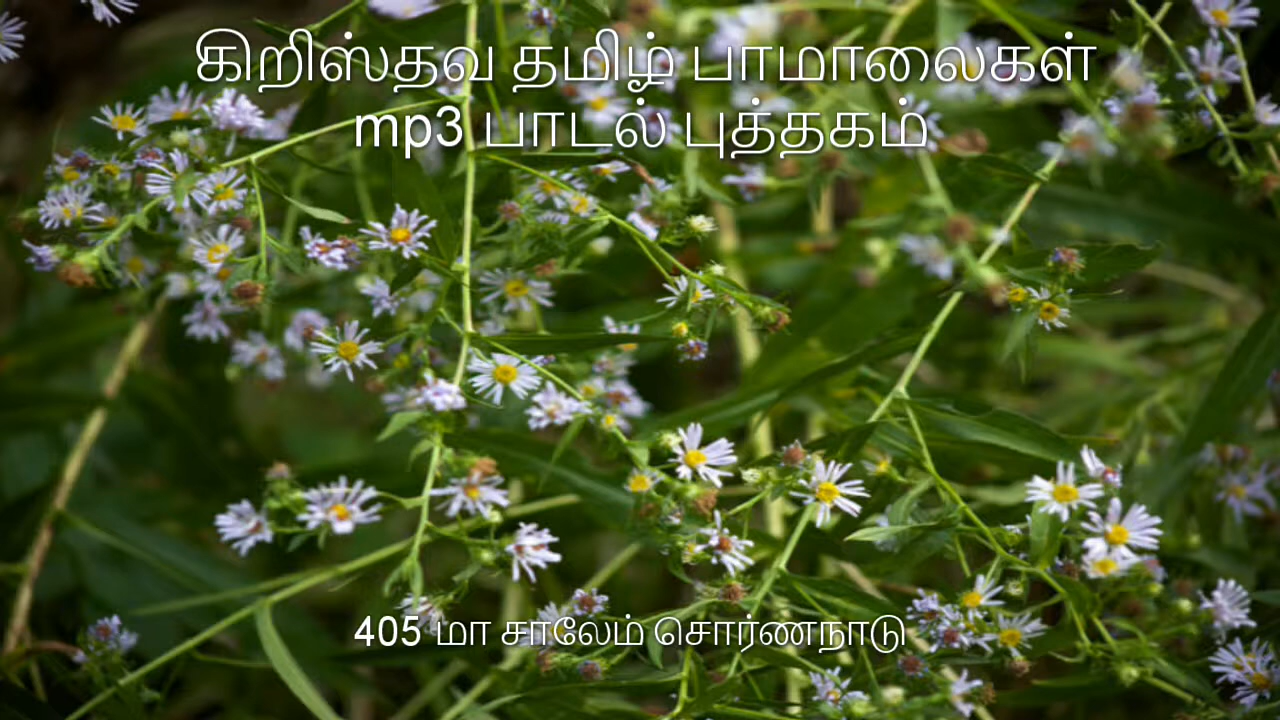 கிறிஸ்தவ தமிழ் பாமாலைகள்
mp3 பாடல் புத்தகம்
405 மா சாலேம் சொர்ணநாடு